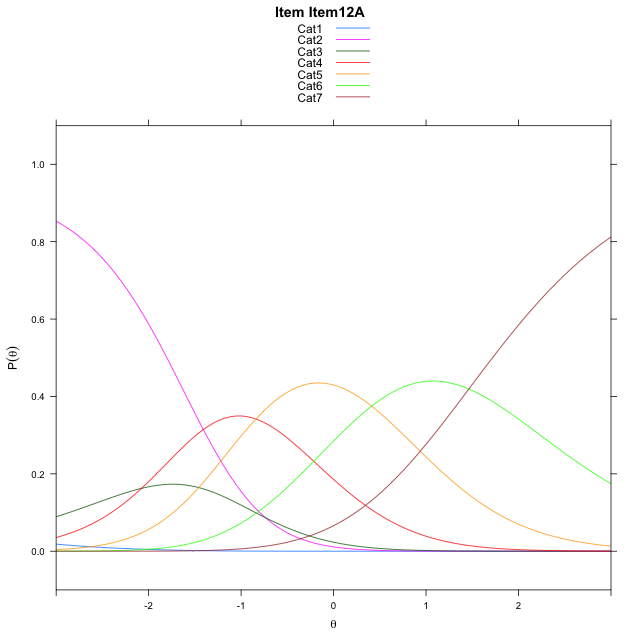 Item Item12A
Cat1
Cat2
Cat3
Cat4
Cat5
Cat6
Cat7
1.0
0.8
0.6
0.4
0.2
0.0
P(θ)
-2 -1 0 1 2
θ